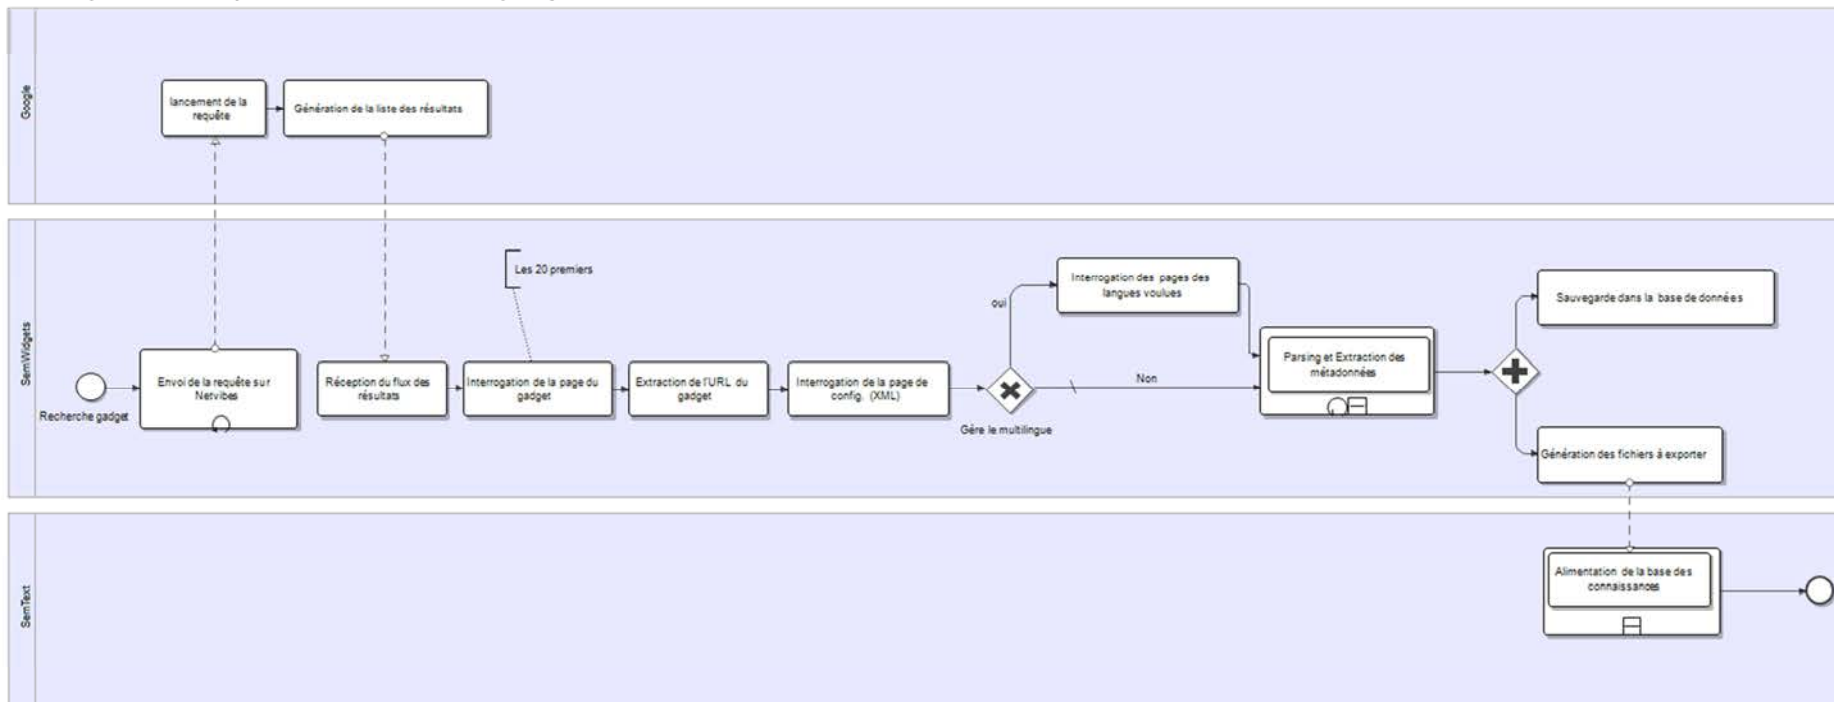 Google
lancement de la
requête
Génération de la liste des résultats
SemWidgets
Les 20 premiers
Recherche gadget
Envoi de la requête sur
Netvibes
Réception du flux des
résultats
Interrogation de la page du
gadget
Extraction de l'URL du
gadget
Interrogation de la page de
config. (XML)
Gère le multilingue
oui
Non
Interrogation des pages des
langues voulues
Parsing et Extraction des
métadonnées
Sauvegarde dans la base de données
Génération des fichiers à exporter
SemText
Alimentation de la base des
connaissances